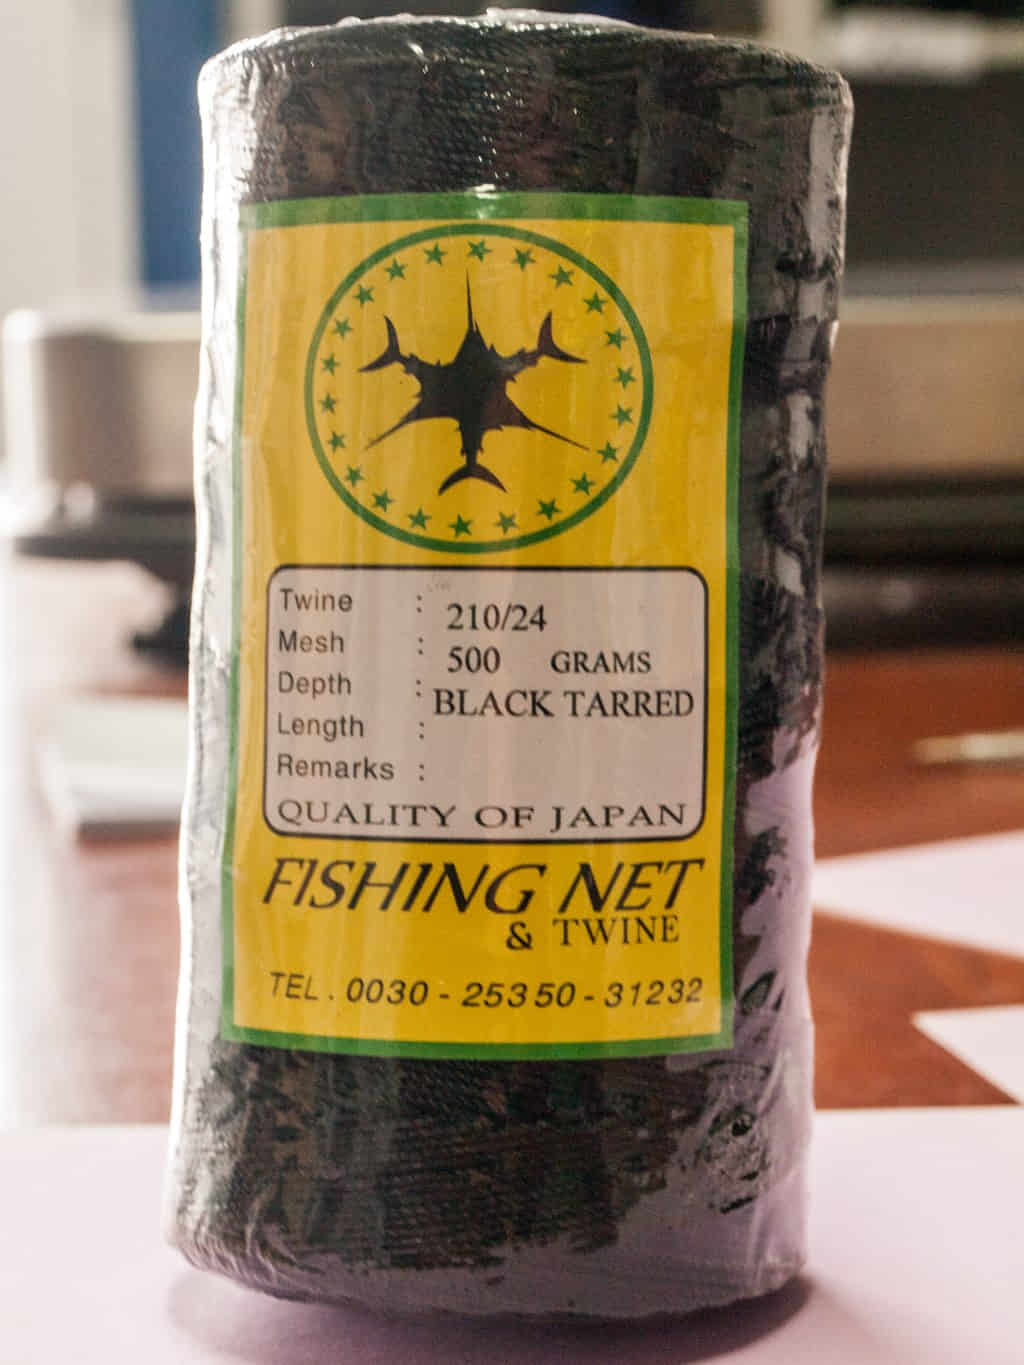 Twine : 210/24
Mesh : 500 GRAMS
Depth : BLACK TARRED
Length :
Remarks :
QUALITY OF JAPAN
FISHING NET
& TWINE
TEL. 0030 - 25350 - 31232